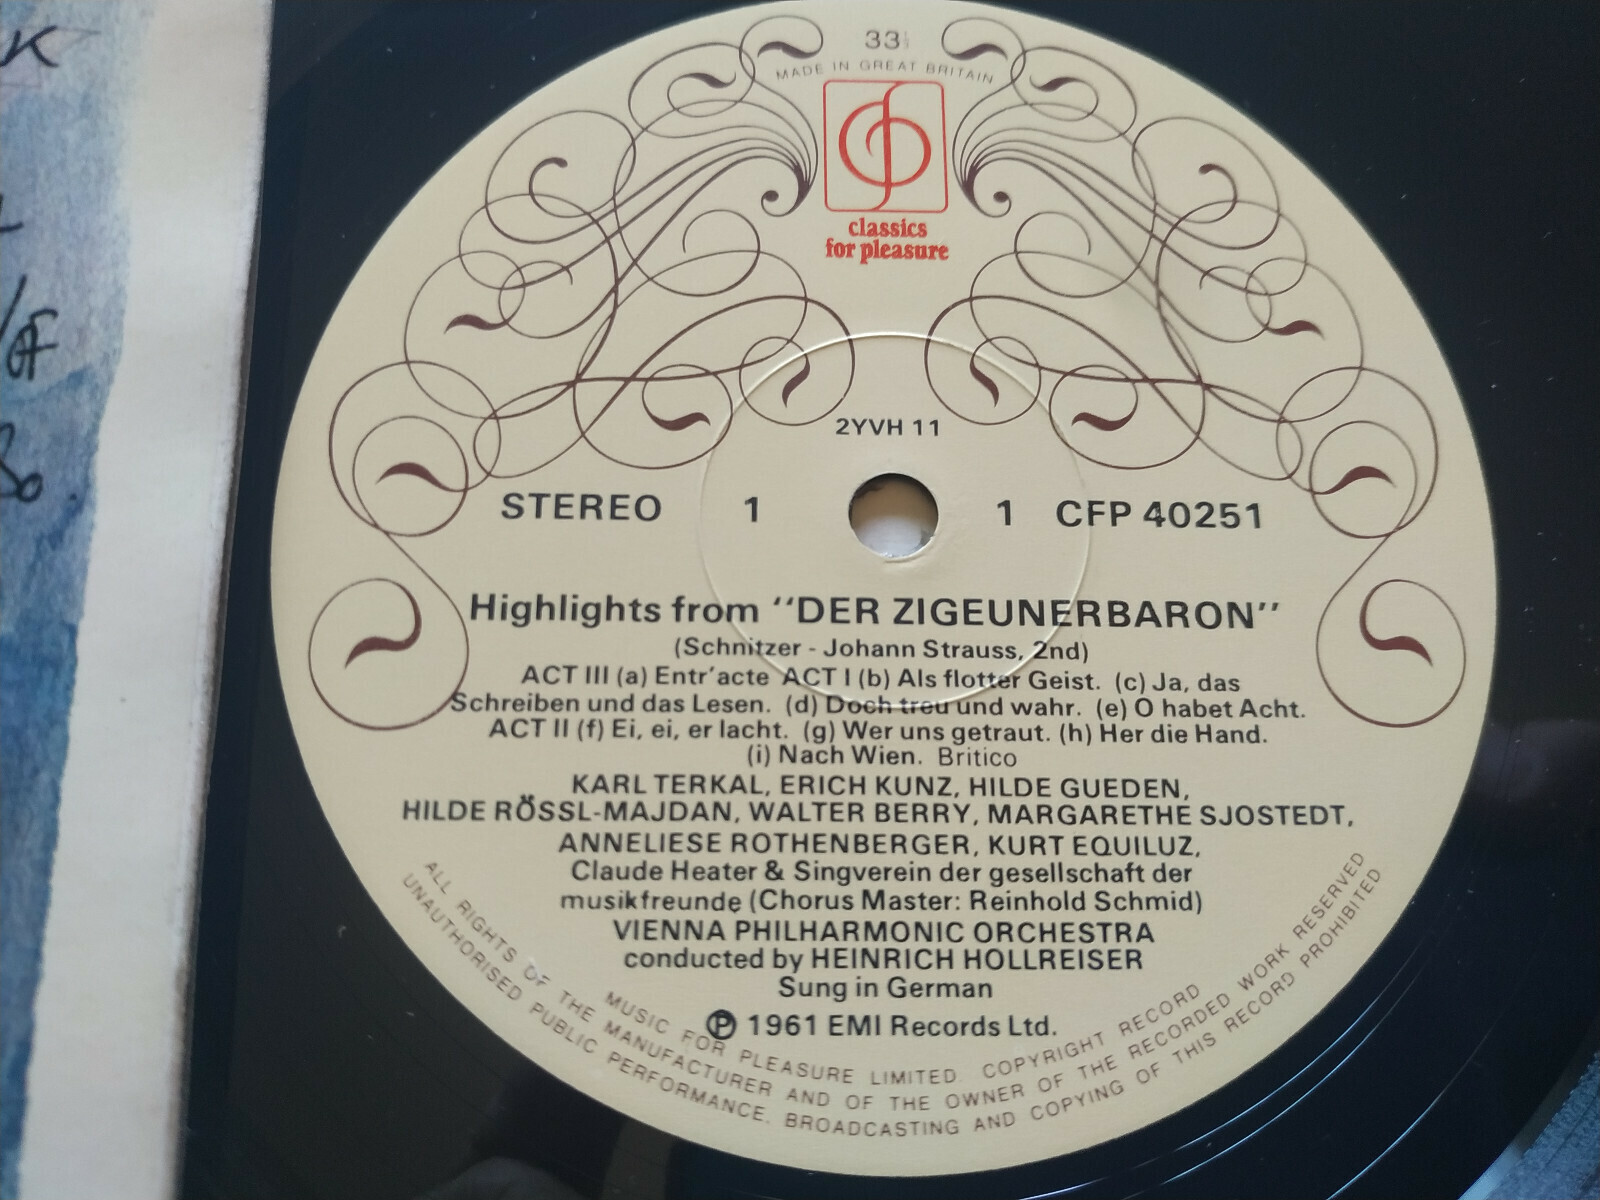 K
33⅓
MADE IN GREAT BRITAIN
classics
for pleasure
2YVH 11
STEREO 1 1 CFP 40251
Highlights from "DER ZIGEUNERBARON"
(Schnitzer - Johann Strauss, 2nd)
ACT III (a) Entr'acte ACT I (b) Als flotter Geist. (c) Ja, das
Schreiben und das Lesen. (d) Doch treu und wahr. (e) O habet Acht.
ACT II (f) Ei, ei, er lacht. (g) Wer uns getraut. (h) Her die Hand.
(i) Nach Wien. Britico
KARL TERKAL, ERICH KUNZ, HILDE GUEDEN,
HILDE RÖSSL-MAJDAN, WALTER BERRY, MARGARETHE SJOSTEDT,
ANNELIESE ROTHENBERGER, KURT EQUILUZ,
Claude Heater & Singverein der gesellschaft der
musikfreunde (Chorus Master: Reinhold Schmid)
VIENNA PHILHARMONIC ORCHESTRA
conducted by HEINRICH HOLLREISER
Sung in German
Ⓟ 1961 EMI Records Ltd.
MUSIC FOR PLEASURE LIMITED. COPYRIGHT RECORD
ALL RIGHTS OF THE MANUFACTURER AND OF THE OWNER OF THE RECORDED WORK RESERVED
UNAUTHORISED PUBLIC PERFORMANCE, BROADCASTING AND COPYING OF THIS RECORD PROHIBITED